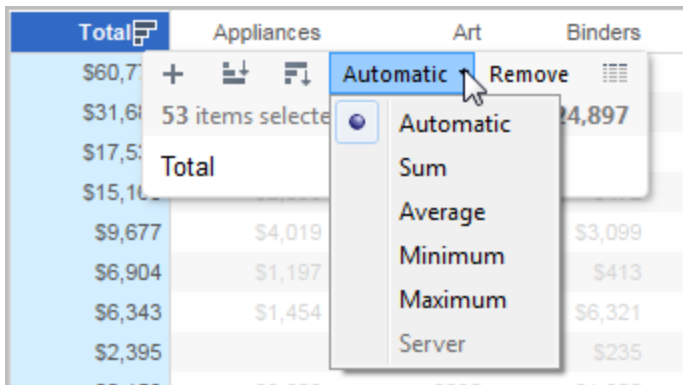 Total Appliances Art Binders
Automatic Remove
53 items selecte 24,897
Total
Automatic
Sum
Average
Minimum
Maximum
Server
$9,677 $4,019 $3,099
$6,904 $1,197 $413
$6,343 $1,454 $6,321
$2,395 $235